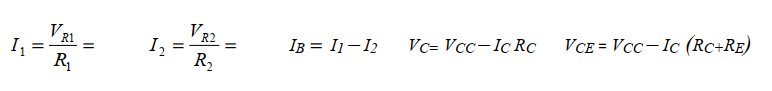 I₁ = V_R1 / R₁ =    I₂ = V_R2 / R₂ =    I_B = I₁ − I₂    V_C = V_CC − I_C R_C    V_CE = V_CC − I_C (R_C+R_E)